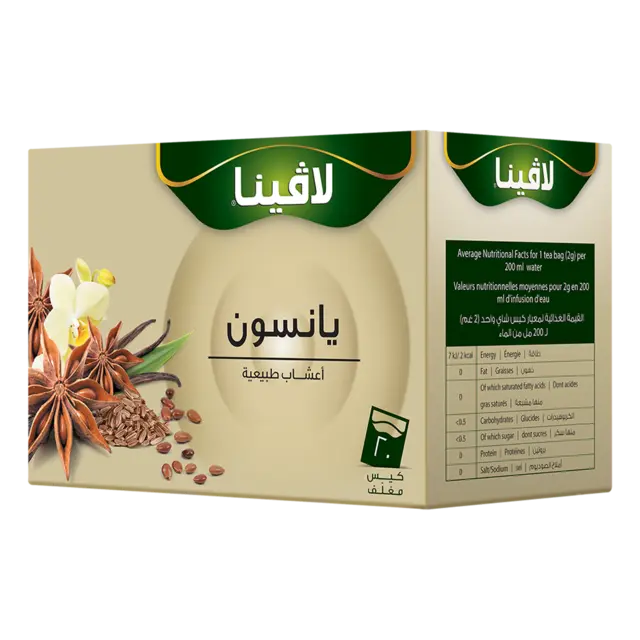 لاڤينا
®
يانسون
أعشاب طبيعية
٢٠
كيس
مغلف
لاڤينا
®
Average Nutritional Facts for 1 tea bag (2g) per
200 ml water
Valeurs nutritionnelles moyennes pour 2g en 200
ml d'infusion d'eau
القيمة الغذائية لمعيار كيس شاي واحد (2 غم)
لـ 200 مل من الماء
7 kJ/ 2 kcal Energy | Energie | طاقة
0 Fat | Graisses | دهون
0 Of which saturated fatty acids | Dont acides
gras saturés | منها مشبعة
<0.5 Carbohydrates | Glucides | الكربوهيدرات
<0.5 Of which sugar | dont sucres | منها سكر
0 Protein | Protéines | بروتين
0 Salt/Sodium | sel | أملاح الصوديوم